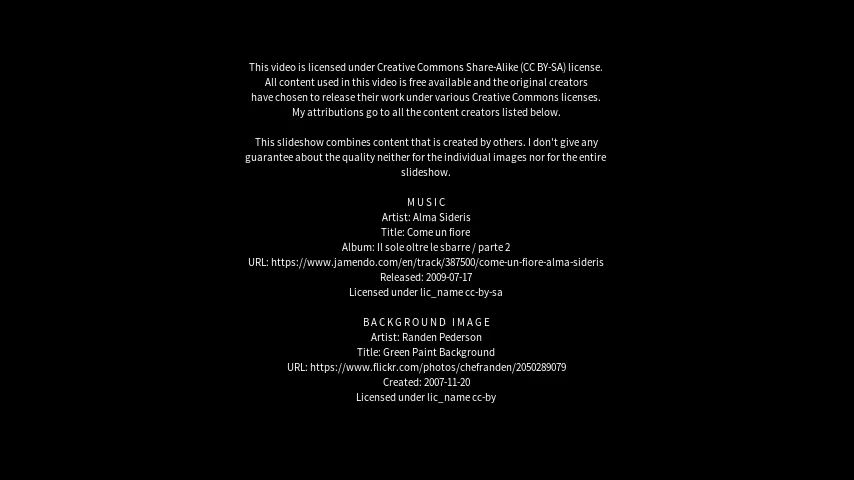 This video is licensed under Creative Commons Share-Alike (CC BY-SA) license.
All content used in this video is free available and the original creators
have chosen to release their work under various Creative Commons licenses.
My attributions go to all the content creators listed below.
This slideshow combines content that is created by others. I don't give any
guarantee about the quality neither for the individual images nor for the entire
slideshow.
MUSIC
Artist: Alma Sideris
Title: Come un fiore
Album: Il sole oltre le sbarre / parte 2
URL: https://www.jamendo.com/en/track/387500/come-un-fiore-alma-sideris
Released: 2009-07-17
Licensed under lic_name cc-by-sa
BACKGROUND IMAGE
Artist: Randen Pederson
Title: Green Paint Background
URL: https://www.flickr.com/photos/chefranden/2050289079
Created: 2007-11-20
Licensed under lic_name cc-by